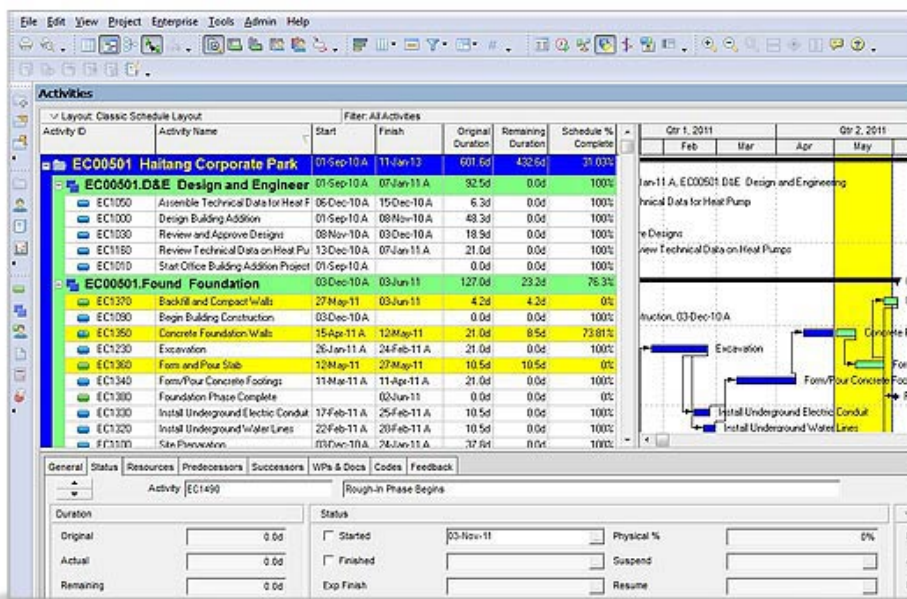 File Edit View Project Enterprise Tools Admin Help
Activities
Layout: Classic Schedule Layout Filter: All Activities
Activity ID Activity Name Start Finish Original Duration Remaining Duration Schedule % Complete Qtr 1, 2011 Qtr 2, 2011
Feb Mar Apr May
EC00501 Haitang Corporate Park 01-Sep-10 A 11-Jan-13 601.6d 432.6d 31.03%
EC00501.D&E Design and Engineer 01-Sep-10 A 07-Jan-11 A 92.5d 0.0d 100% Jan-11 A, EC00501.D&E Design and Engineering
EC1050 Assemble Technical Data for Heat P 06-Dec-10 A 15-Dec-10 A 6.3d 0.0d 100% hnical Data for Heat Pump
EC1000 Design Building Addition 01-Sep-10 A 08-Nov-10 A 48.3d 0.0d 100%
EC1030 Review and Approve Designs 08-Nov-10 A 03-Dec-10 A 18.9d 0.0d 100% e Designs
EC1160 Review Technical Data on Heat Pu 13-Dec-10 A 07-Jan-11 A 21.0d 0.0d 100% view Technical Data on Heat Pumps
EC1010 Start Office Building Addition Project 01-Sep-10 A 0.0d 0.0d 100%
EC00501.Found Foundation 03-Dec-10 A 03-Jun-11 127.0d 23.2d 76.3%
EC1370 Backfill and Compact Walls 27-May-11 03-Jun-11 4.2d 4.2d 0%
EC1090 Begin Building Construction 03-Dec-10 A 0.0d 0.0d 100% truction, 03-Dec-10 A
EC1350 Concrete Foundation Walls 15-Apr-11 A 12-May-11 21.0d 8.5d 73.81% Concrete F
EC1230 Excavation 26-Jan-11 A 24-Feb-11 A 21.0d 0.0d 100% Excavation
EC1360 Form and Pour Slab 12-May-11 27-May-11 10.5d 10.5d 0% For
EC1340 Form/Pour Concrete Footings 11-Mar-11 A 11-Apr-11 A 21.0d 0.0d 100% Form/Pour Concrete Foo
EC1380 Foundation Phase Complete 02-Jun-11 0.0d 0.0d 0%
EC1330 Install Underground Electric Conduit 17-Feb-11 A 25-Feb-11 A 10.5d 0.0d 100% Install Underground Electric Conduit
EC1320 Install Underground Water Lines 22-Feb-11 A 28-Feb-11 A 10.5d 0.0d 100% Install Underground Water Lines
EC1100 Site Preparation 03-Dec-10 A 24-Jan-11 A 37.8d 0.0d 100%
General Status Resources Predecessors Successors WPs & Docs Codes Feedback
Activity EC1490 Rough-In Phase Begins
Duration Status
Original 0.0d Started 03-Nov-11 Physical % 0%
Actual 0.0d Finished Suspend
Remaining 0.0d Exp Finish Resume